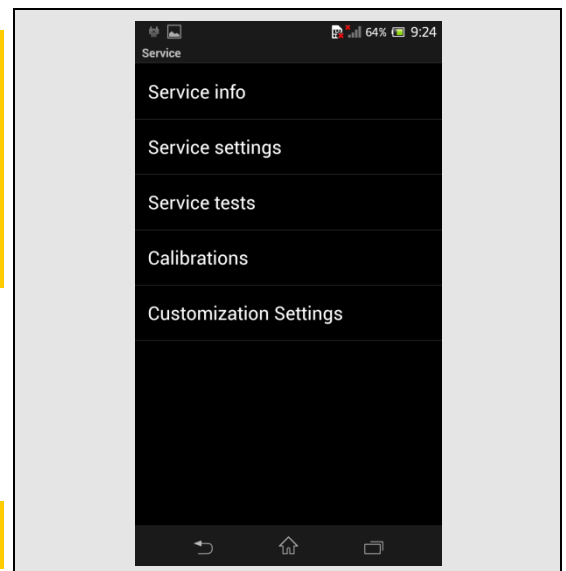 64% 9:24
Service
Service info
Service settings
Service tests
Calibrations
Customization Settings